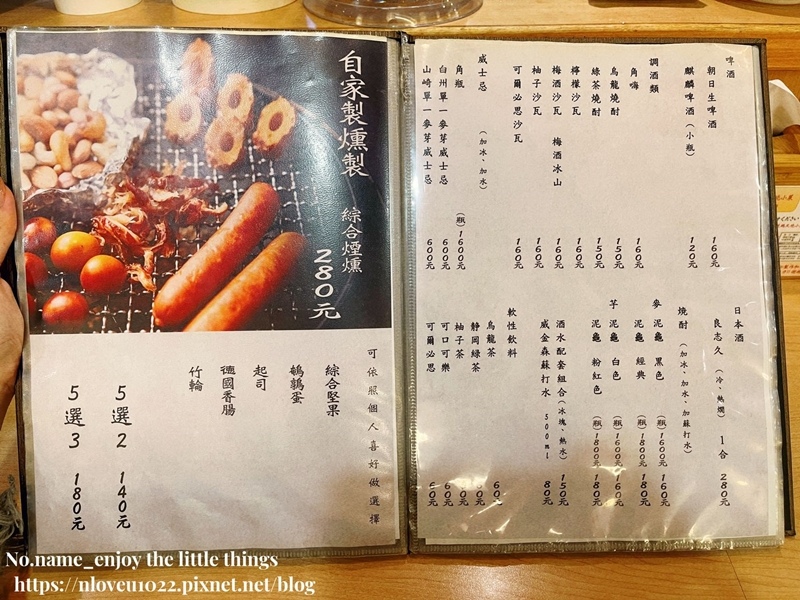 自家製燻製
綜合煙燻
280元
可依照個人喜好做選擇
綜合堅果
鵪鶉蛋
起司
德國香腸
竹輪
5選2 140元
5選3 180元
啤酒
朝日生啤酒 160元
麒麟啤酒(小瓶) 120元
調酒類
角嗨 160元
烏龍燒酎 150元
綠茶燒酎 150元
檸檬沙瓦 160元
梅酒沙瓦 梅酒冰山 160元
柚子沙瓦 160元
可爾必思沙瓦 160元
威士忌 (加冰、加水)
角瓶 (瓶)1600元
白州單一麥芽威士忌 600元
山崎單一麥芽威士忌 600元
日本酒
良志久 (冷、熱燗) 1合 280元
燒酎 (加冰、加水、加蘇打水)
麥 泥龜 黑色 (瓶)1600元 160元
泥龜 經典 (瓶)1800元 180元
芋 泥龜 白色 (瓶)1600元 160元
泥龜 粉紅色 (瓶)1800元 180元
酒水配套組合(冰塊、熱水) 150元
威金森蘇打水 500ml 80元
軟性飲料
烏龍茶 60元
靜岡綠茶 60元
柚子茶 60元
可口可樂 60元
可爾必思 60元
No.name_enjoy the little things
https://nloveu1022.pixnet.net/blog